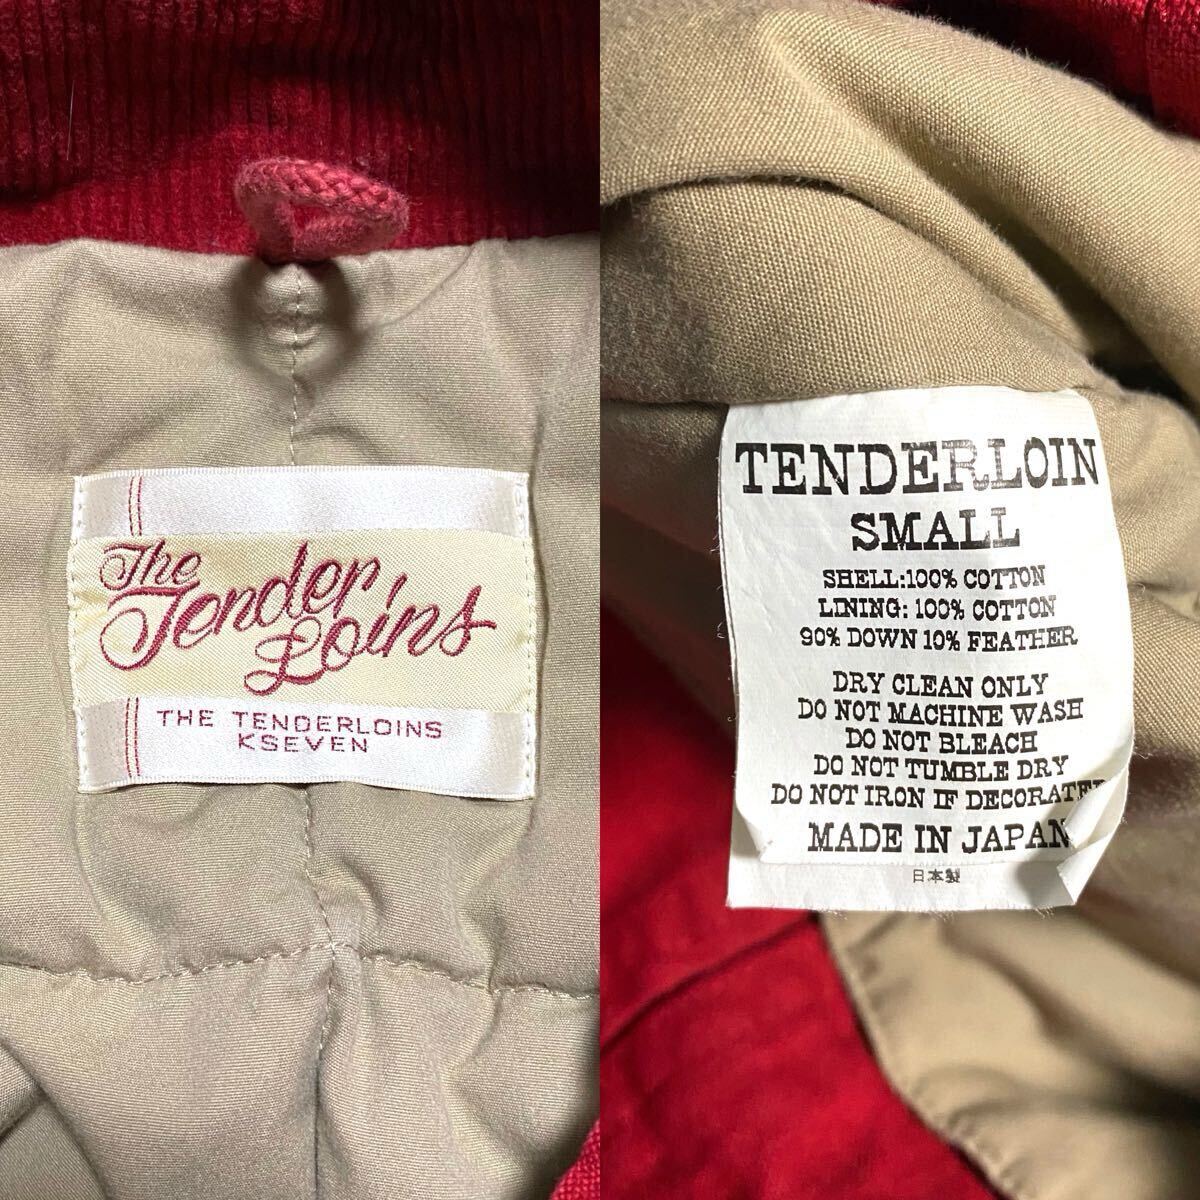 The
Tender
Loins
THE TENDERLOINS
KSEVEN
TENDERLOIN
SMALL
SHELL:100% COTTON
LINING: 100% COTTON
90% DOWN 10% FEATHER
DRY CLEAN ONLY
DO NOT MACHINE WASH
DO NOT BLEACH
DO NOT TUMBLE DRY
DO NOT IRON IF DECORATE
MADE IN JAPAN
日本製